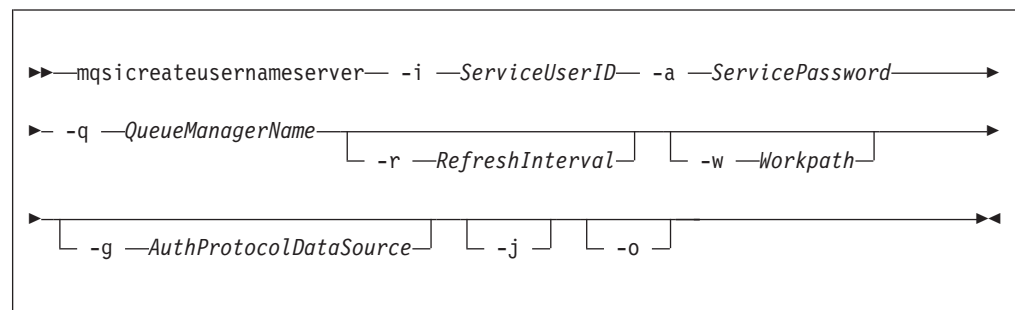 mqsicreateusernameserver -i ServiceUserID -a ServicePassword
-q QueueManagerName
-r RefreshInterval -w Workpath
-g AuthProtocolDataSource -j -o